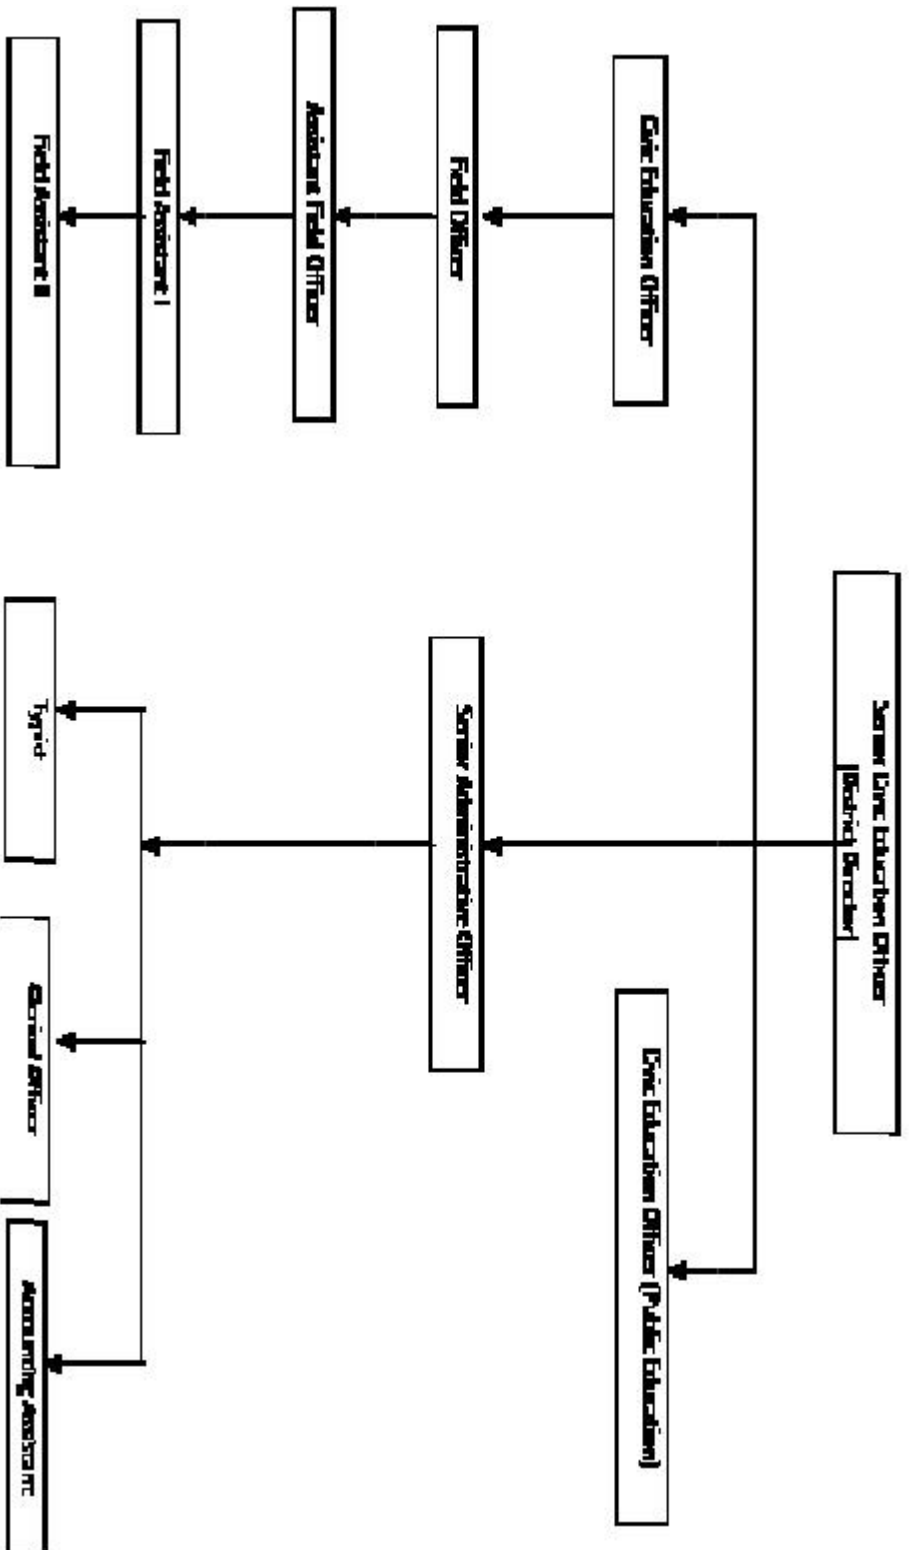 Senior Civic Education Officer
(District Director)
Civic Education Officer
Civic Education Officer (Public Education)
Field Officer
Senior Administrative Officer
Assistant Field Officer
Field Assistant I
Field Assistant II
Typist
Clerical Officer
Accounting Assistant